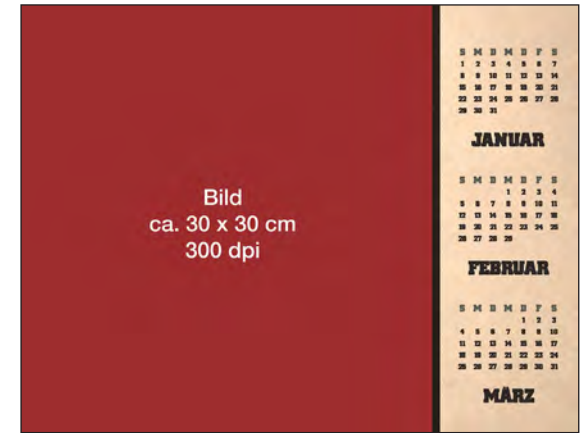 Bild
ca. 30 x 30 cm
300 dpi
S M D M D F S
1 2 3 4 5 6 7
8 9 10 11 12 13 14
15 16 17 18 19 20 21
22 23 24 25 26 27 28
29 30 31
JANUAR
S M D M D F S
1 2 3 4
5 6 7 8 9 10 11
12 13 14 15 16 17 18
19 20 21 22 23 24 25
26 27 28 29
FEBRUAR
S M D M D F S
1 2 3
4 5 6 7 8 9 10
11 12 13 14 15 16 17
18 19 20 21 22 23 24
25 26 27 28 29 30 31
MÄRZ